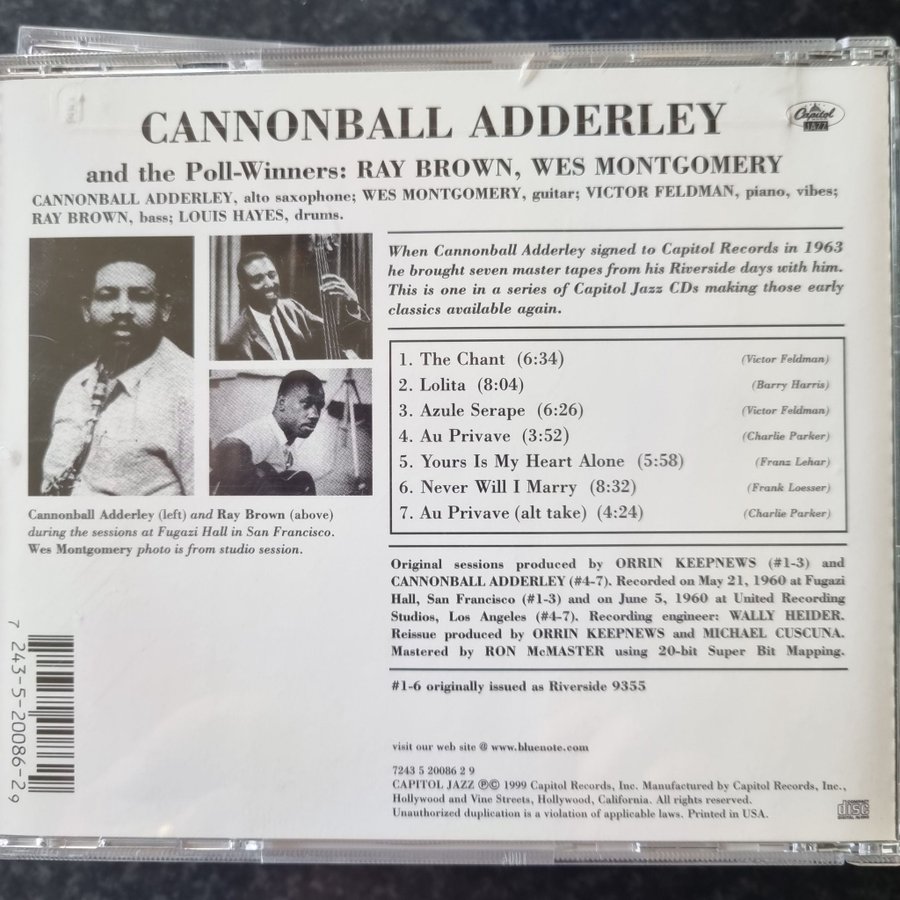 CANNONBALL ADDERLEY
Capitol
JAZZ
and the Poll-Winners: RAY BROWN, WES MONTGOMERY
CANNONBALL ADDERLEY, alto saxophone; WES MONTGOMERY, guitar; VICTOR FELDMAN, piano, vibes;
RAY BROWN, bass; LOUIS HAYES, drums.
When Cannonball Adderley signed to Capitol Records in 1963
he brought seven master tapes from his Riverside days with him.
This is one in a series of Capitol Jazz CDs making those early
classics available again.
1. The Chant (6:34) (Victor Feldman)
2. Lolita (8:04) (Barry Harris)
3. Azule Serape (6:26) (Victor Feldman)
4. Au Privave (3:52) (Charlie Parker)
5. Yours Is My Heart Alone (5:58) (Franz Lehar)
6. Never Will I Marry (8:32) (Frank Loesser)
7. Au Privave (alt take) (4:24) (Charlie Parker)
Cannonball Adderley (left) and Ray Brown (above)
during the sessions at Fugazi Hall in San Francisco.
Wes Montgomery photo is from studio session.
Original sessions produced by ORRIN KEEPNEWS (#1-3) and
CANNONBALL ADDERLEY (#4-7). Recorded on May 21, 1960 at Fugazi
Hall, San Francisco (#1-3) and on June 5, 1960 at United Recording
Studios, Los Angeles (#4-7). Recording engineer: WALLY HEIDER.
Reissue produced by ORRIN KEEPNEWS and MICHAEL CUSCUNA.
Mastered by RON McMASTER using 20-bit Super Bit Mapping.
#1-6 originally issued as Riverside 9355
7 243-5-20086-2 9
visit our web site @ www.bluenote.com
7243 5 20086 2 9
CAPITOL JAZZ ℗© 1999 Capitol Records, Inc. Manufactured by Capitol Records, Inc.,
Hollywood and Vine Streets, Hollywood, California. All rights reserved.
Unauthorized duplication is a violation of applicable laws. Printed in USA.
COMPACT
disc
DIGITAL AUDIO